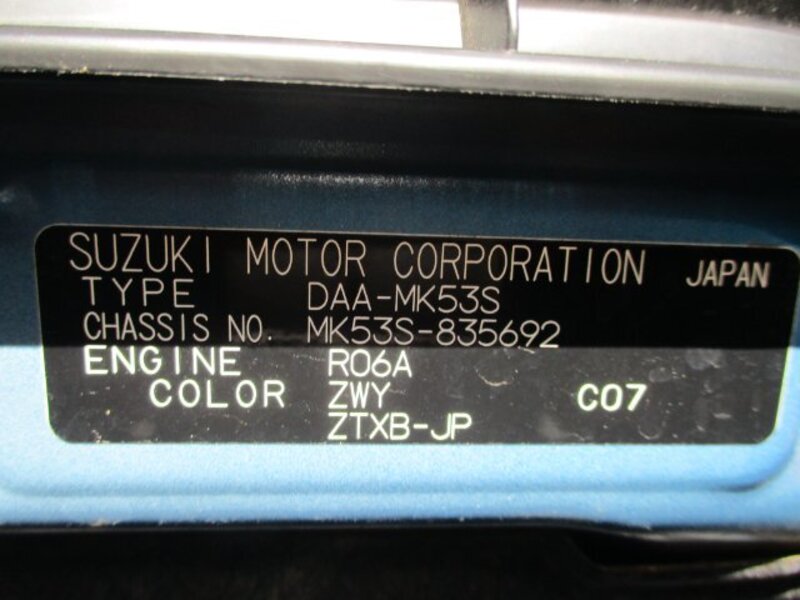 SUZUKI MOTOR CORPORATION JAPAN
TYPE DAA-MK53S
CHASSIS NO. MK53S-835692
ENGINE R06A
COLOR ZWY C07
ZTXB-JP